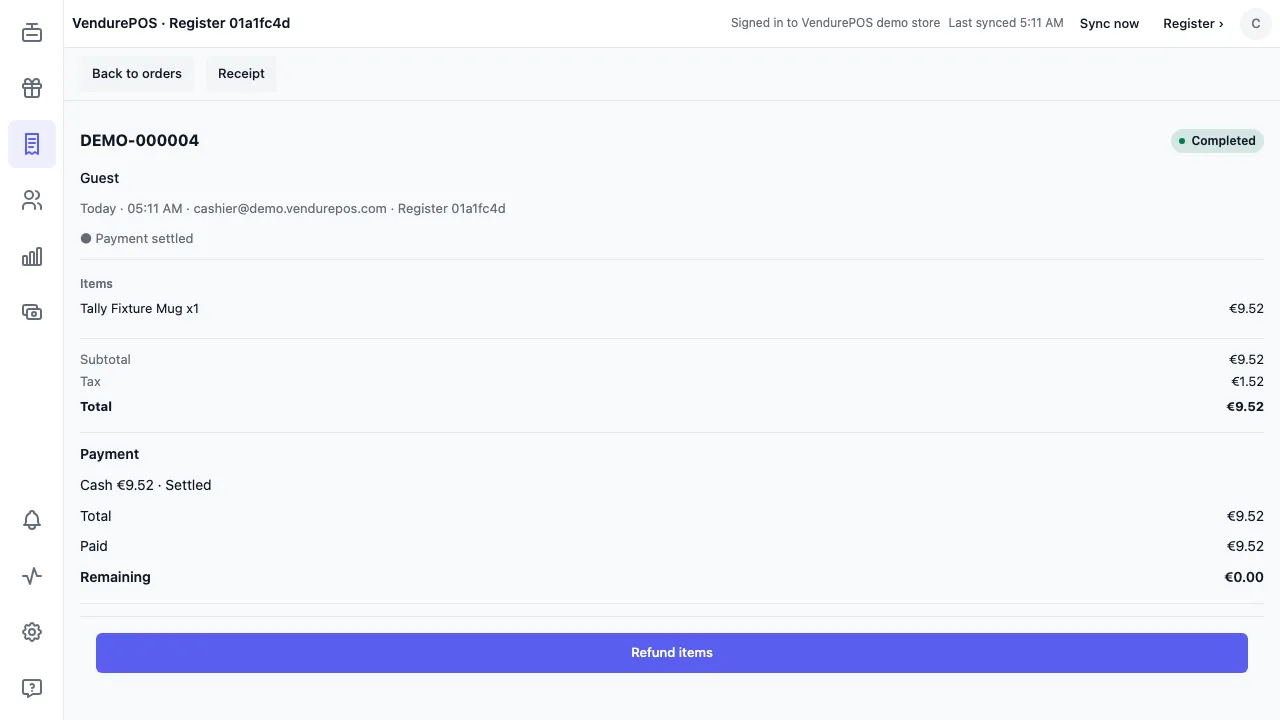 VendurePOS · Register 01a1fc4d
Signed in to VendurePOS demo store Last synced 5:11 AM Sync now Register › C
Back to orders Receipt
DEMO-000004 Completed
Guest
Today · 05:11 AM · cashier@demo.vendurepos.com · Register 01a1fc4d
Payment settled
Items
Tally Fixture Mug x1 €9.52
Subtotal €9.52
Tax €1.52
Total €9.52
Payment
Cash €9.52 · Settled
Total €9.52
Paid €9.52
Remaining €0.00
Refund items